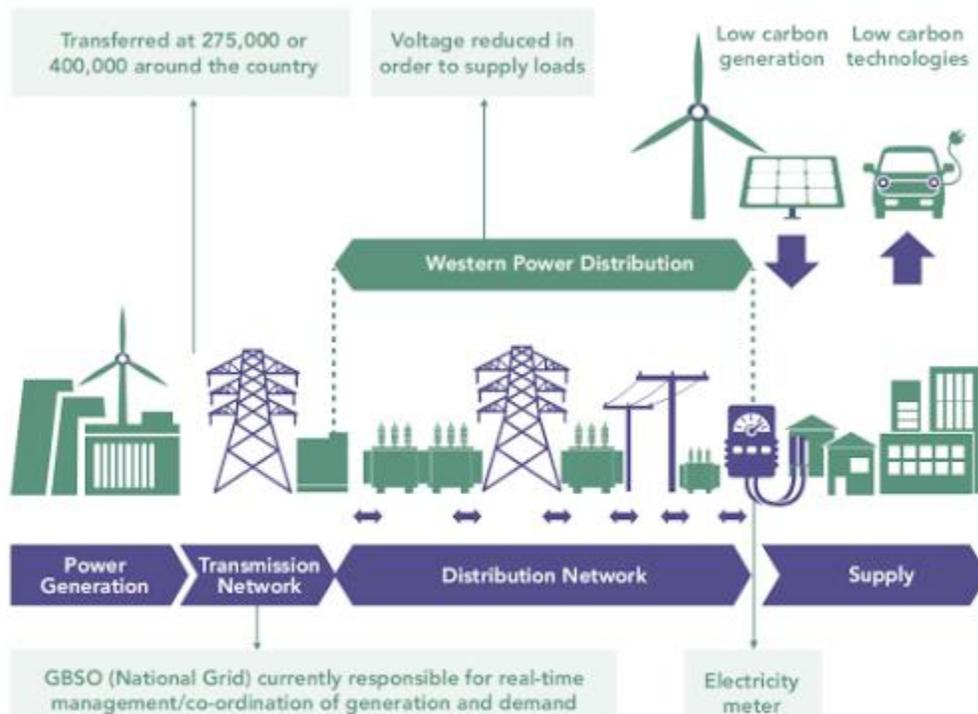 Transferred at 275,000 or
400,000 around the country
Voltage reduced in
order to supply loads
Low carbon
generation
Low carbon
technologies
Western Power Distribution
Power
Generation
Transmission
Network
Distribution Network
Supply
GBSO (National Grid) currently responsible for real-time
management/co-ordination of generation and demand
Electricity
meter